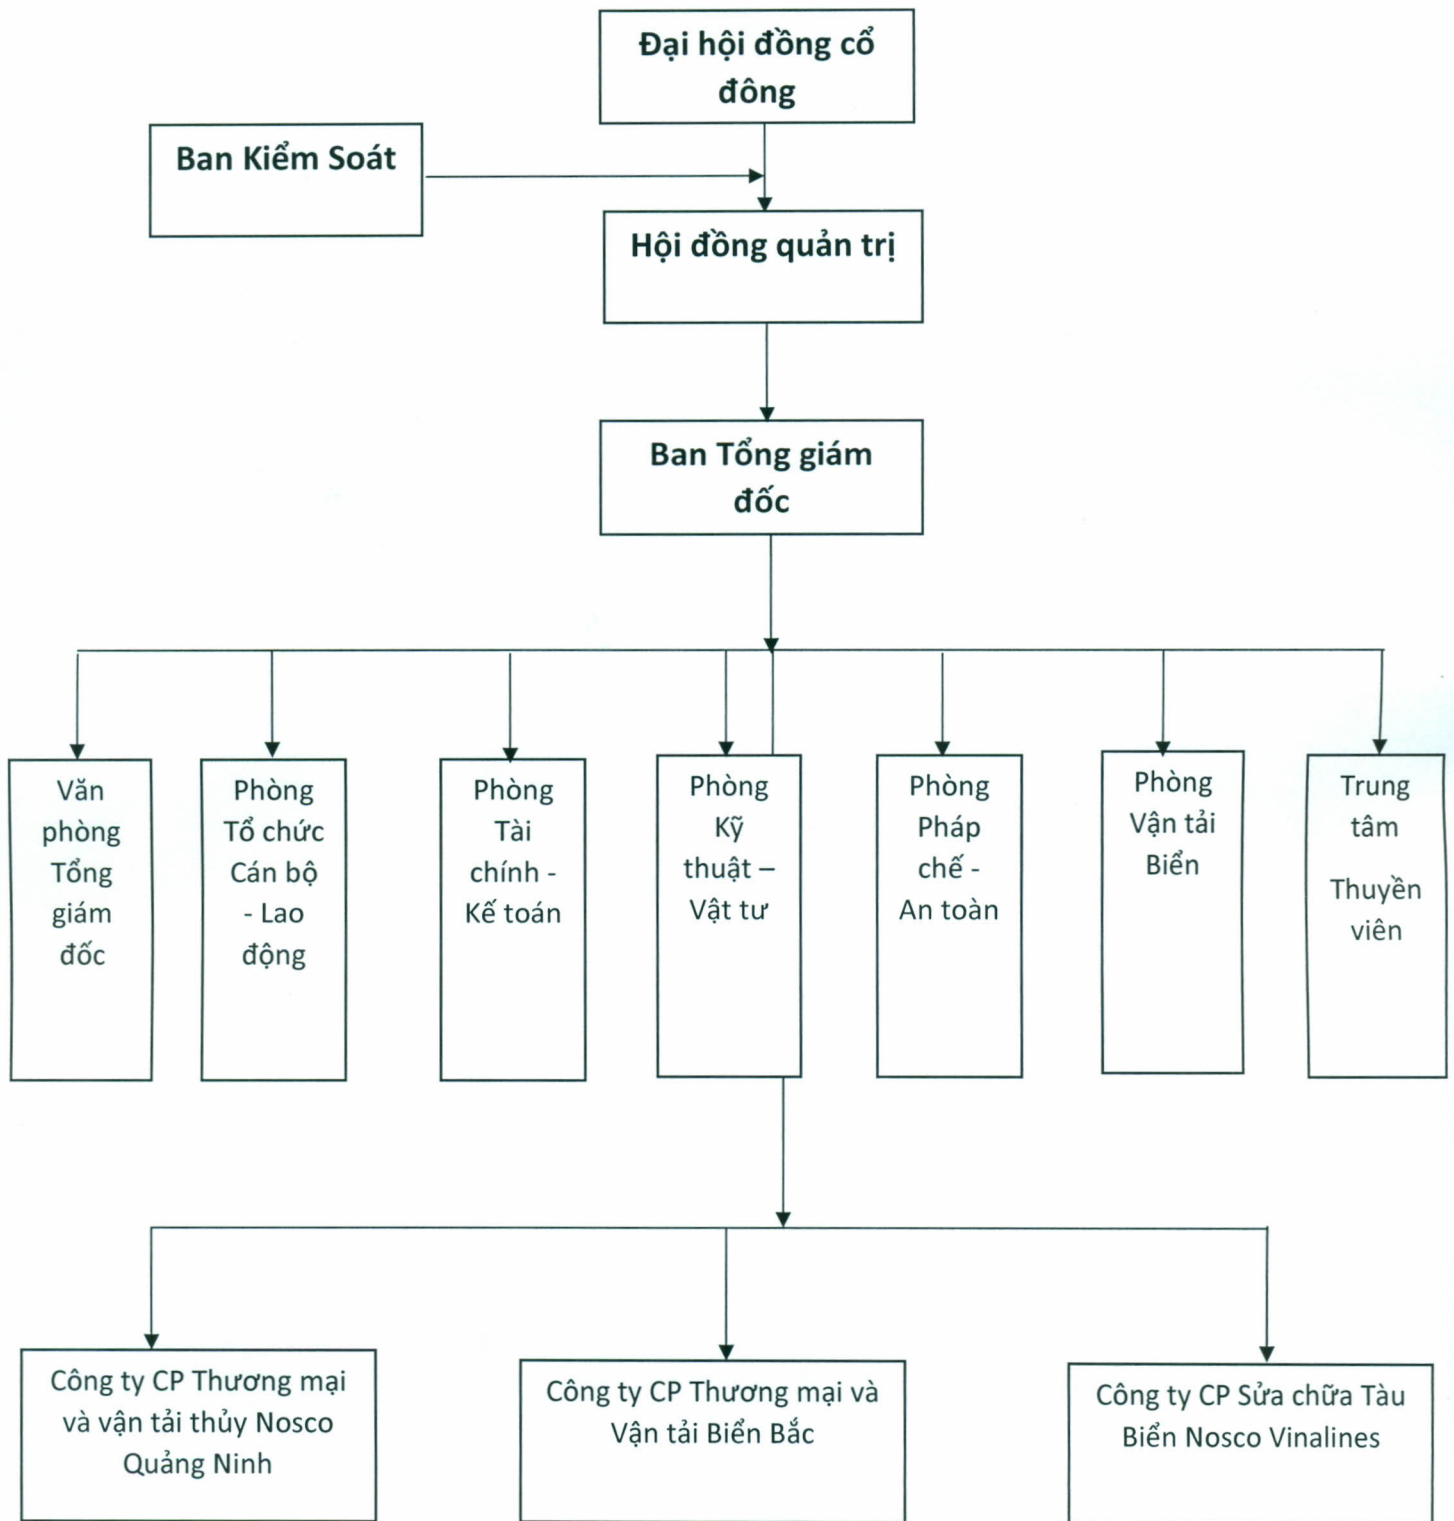 Đại hội đồng cổ
đông
Ban Kiểm Soát
Hội đồng quản trị
Ban Tổng giám
đốc
Văn
phòng
Tổng
giám
đốc
Phòng
Tổ chức
Cán bộ
- Lao
động
Phòng
Tài
chính -
Kế toán
Phòng
Kỹ
thuật –
Vật tư
Phòng
Pháp
chế -
An toàn
Phòng
Vận tải
Biển
Trung
tâm
Thuyền
viên
Công ty CP Thương mại
và vận tải thủy Nosco
Quảng Ninh
Công ty CP Thương mại và
Vận tải Biển Bắc
Công ty CP Sửa chữa Tàu
Biển Nosco Vinalines